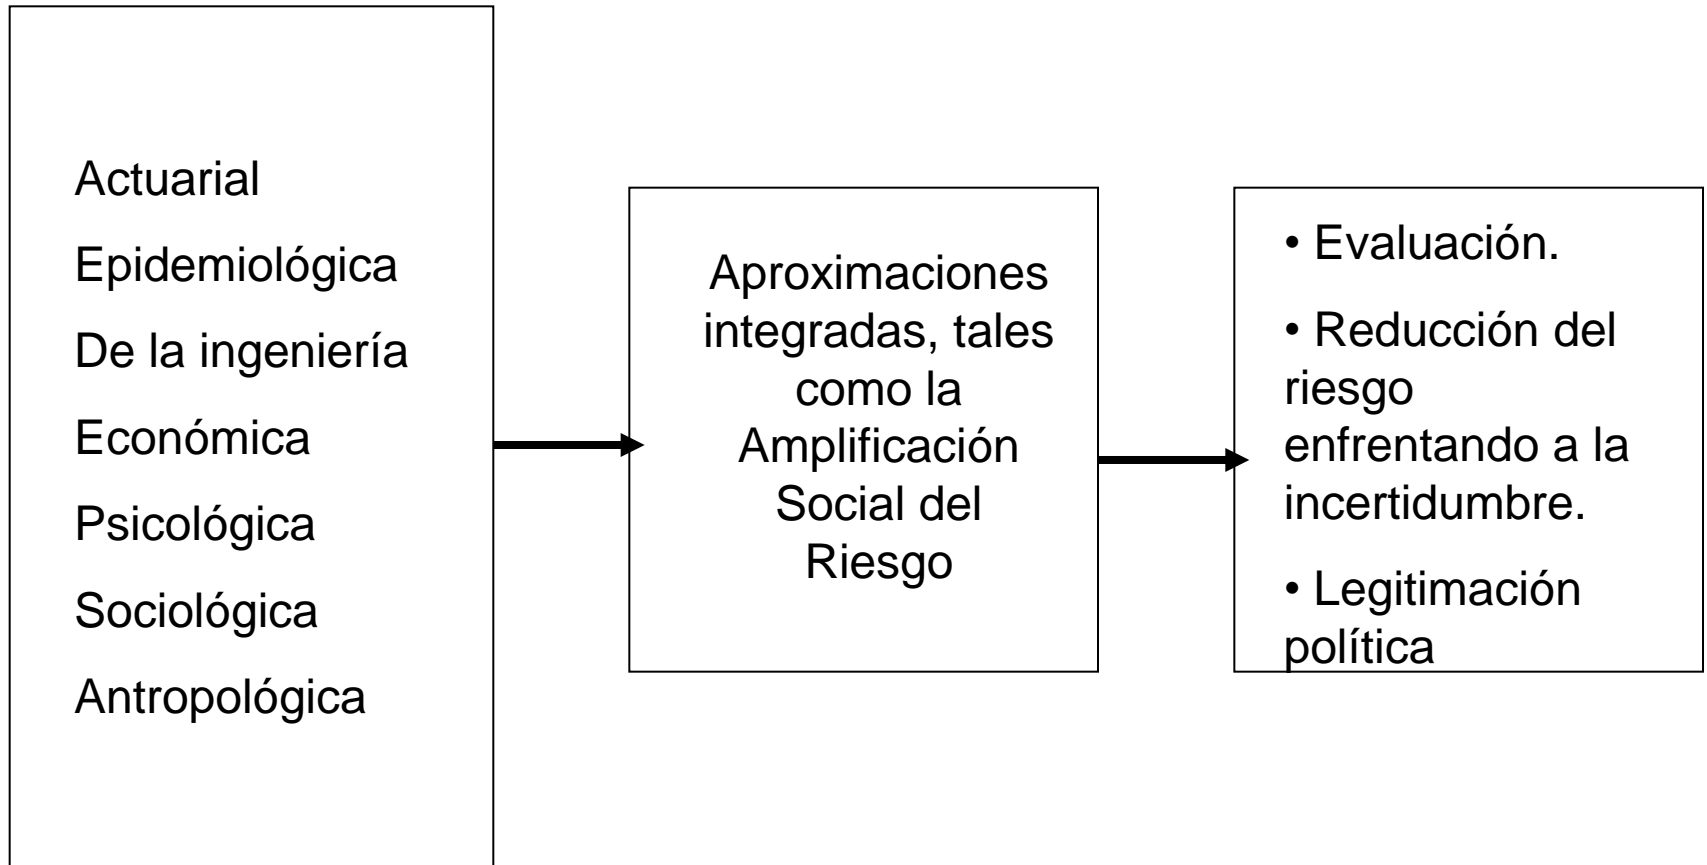 Actuarial
Epidemiológica
De la ingeniería
Económica
Psicológica
Sociológica
Antropológica
Aproximaciones
integradas, tales
como la
Amplificación
Social del
Riesgo
• Evaluación.
• Reducción del
riesgo
enfrentando a la
incertidumbre.
• Legitimación
política